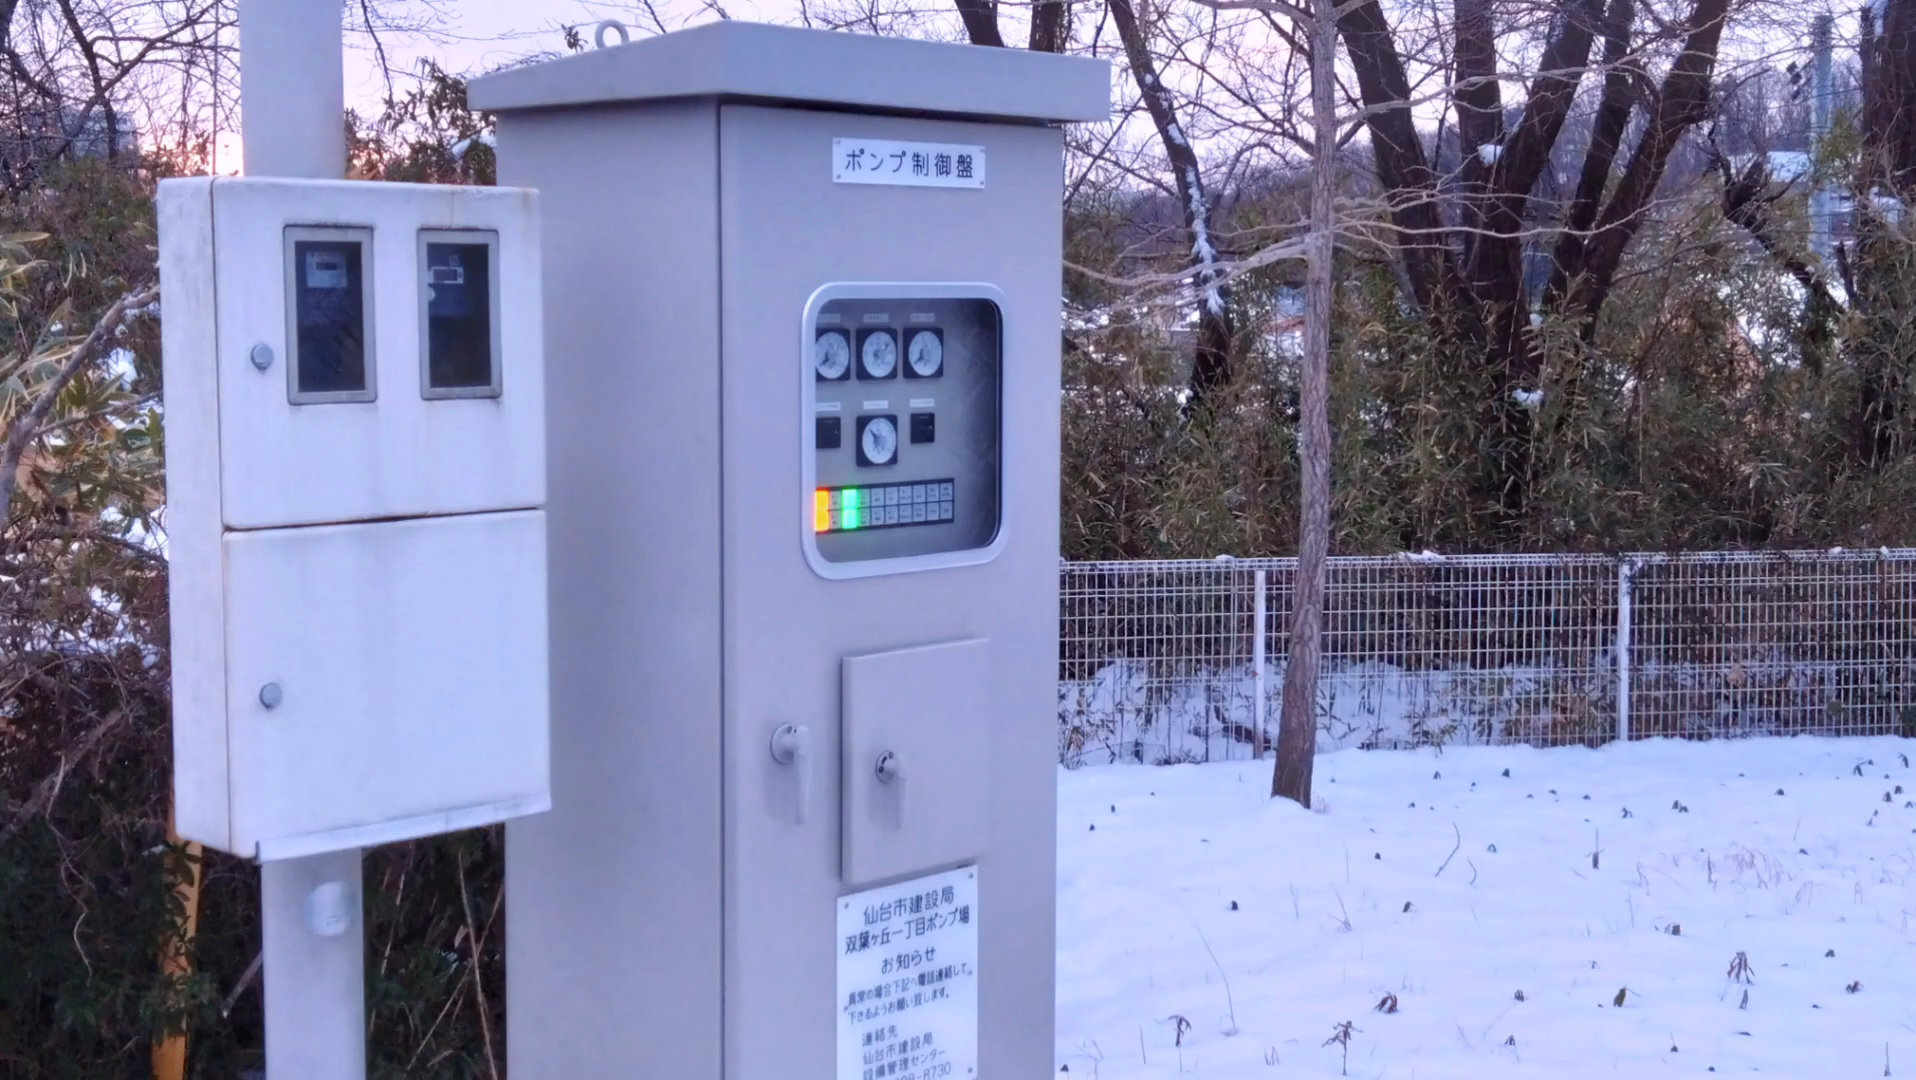 ポンプ制御盤
仙台市建設局
双葉ヶ丘一丁目ポンプ場
お知らせ
異常の場合下記へ電話連絡して
下さるようお願い致します。
連絡先
仙台市建設局
設備管理センター
8730